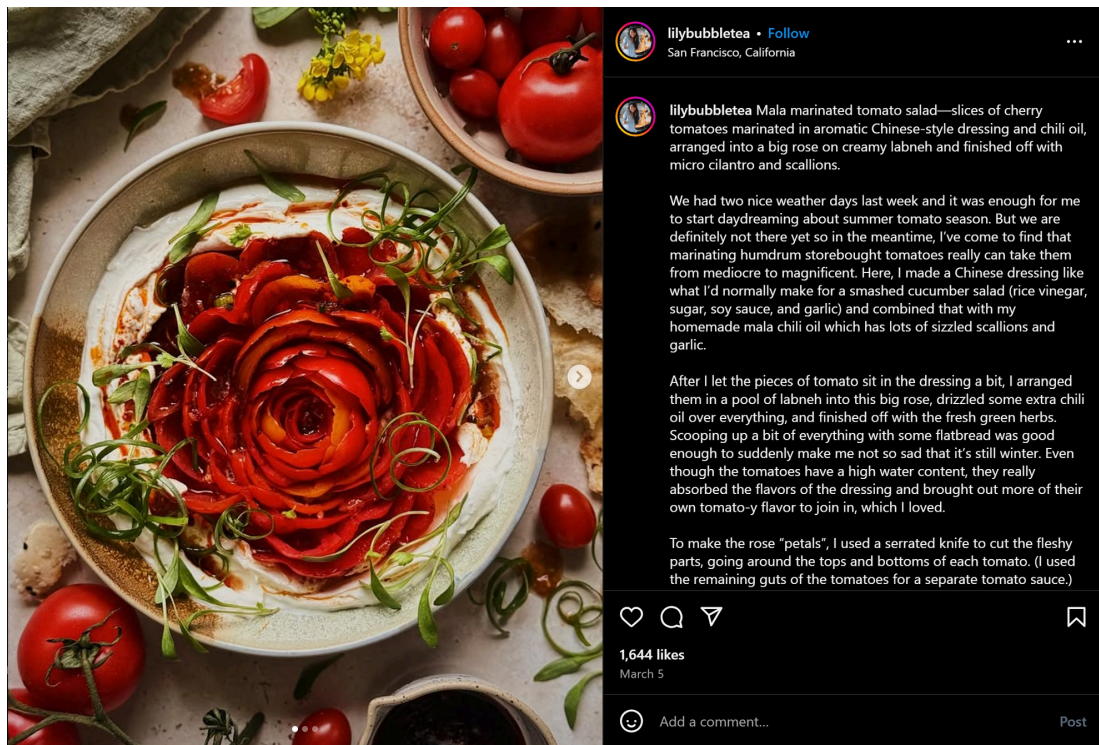 lilybubbletea • Follow
San Francisco, California
lilybubbletea Mala marinated tomato salad—slices of cherry
tomatoes marinated in aromatic Chinese-style dressing and chili oil,
arranged into a big rose on creamy labneh and finished off with
micro cilantro and scallions.
We had two nice weather days last week and it was enough for me
to start daydreaming about summer tomato season. But we are
definitely not there yet so in the meantime, I’ve come to find that
marinating humdrum storebought tomatoes really can take them
from mediocre to magnificent. Here, I made a Chinese dressing like
what I’d normally make for a smashed cucumber salad (rice vinegar,
sugar, soy sauce, and garlic) and combined that with my
homemade mala chili oil which has lots of sizzled scallions and
garlic.
After I let the pieces of tomato sit in the dressing a bit, I arranged
them in a pool of labneh into this big rose, drizzled some extra chili
oil over everything, and finished off with the fresh green herbs.
Scooping up a bit of everything with some flatbread was good
enough to suddenly make me not so sad that it’s still winter. Even
though the tomatoes have a high water content, they really
absorbed the flavors of the dressing and brought out more of their
own tomato-y flavor to join in, which I loved.
To make the rose “petals”, I used a serrated knife to cut the fleshy
parts, going around the tops and bottoms of each tomato. (I used
the remaining guts of the tomatoes for a separate tomato sauce.)
1,644 likes
March 5
Add a comment...
Post